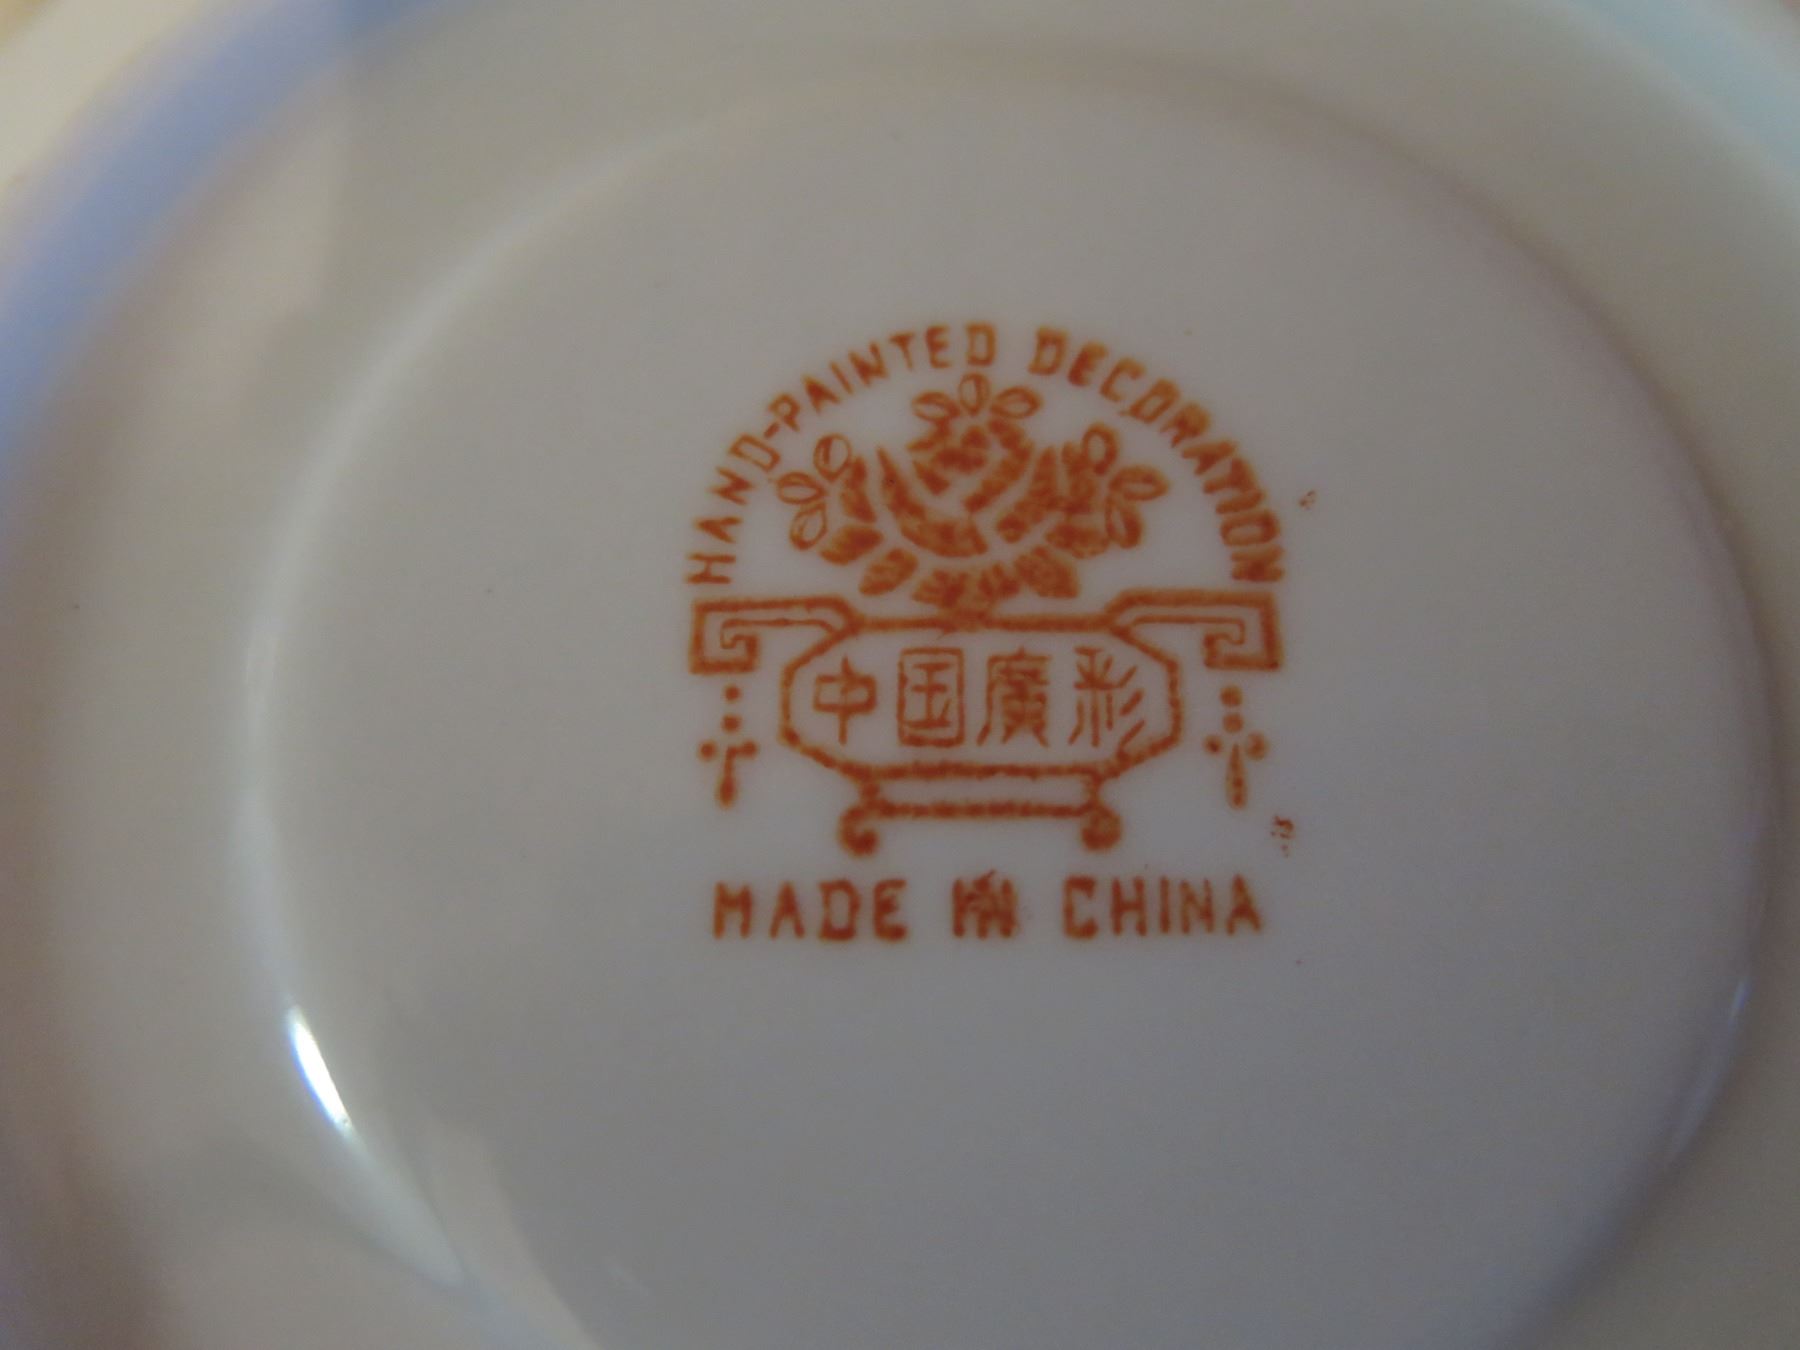 HAND-PAINTED DECORATION
中国廣彩
MADE IN CHINA